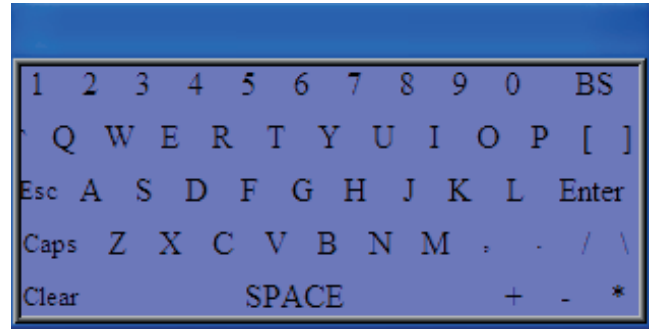 1 2 3 4 5 6 7 8 9 0 BS
` Q W E R T Y U I O P [ ]
Esc A S D F G H J K L Enter
Caps Z X C V B N M / \
Clear SPACE + - *